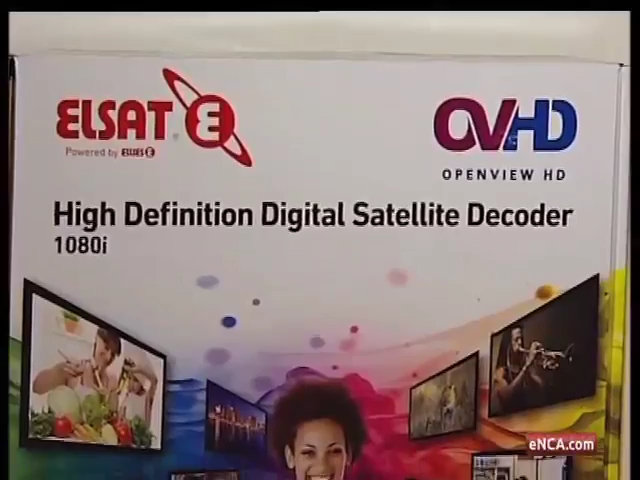 ELSAT
Powered by ELLIES
OVHD
OPENVIEW HD
High Definition Digital Satellite Decoder
1080i
eNCA.com